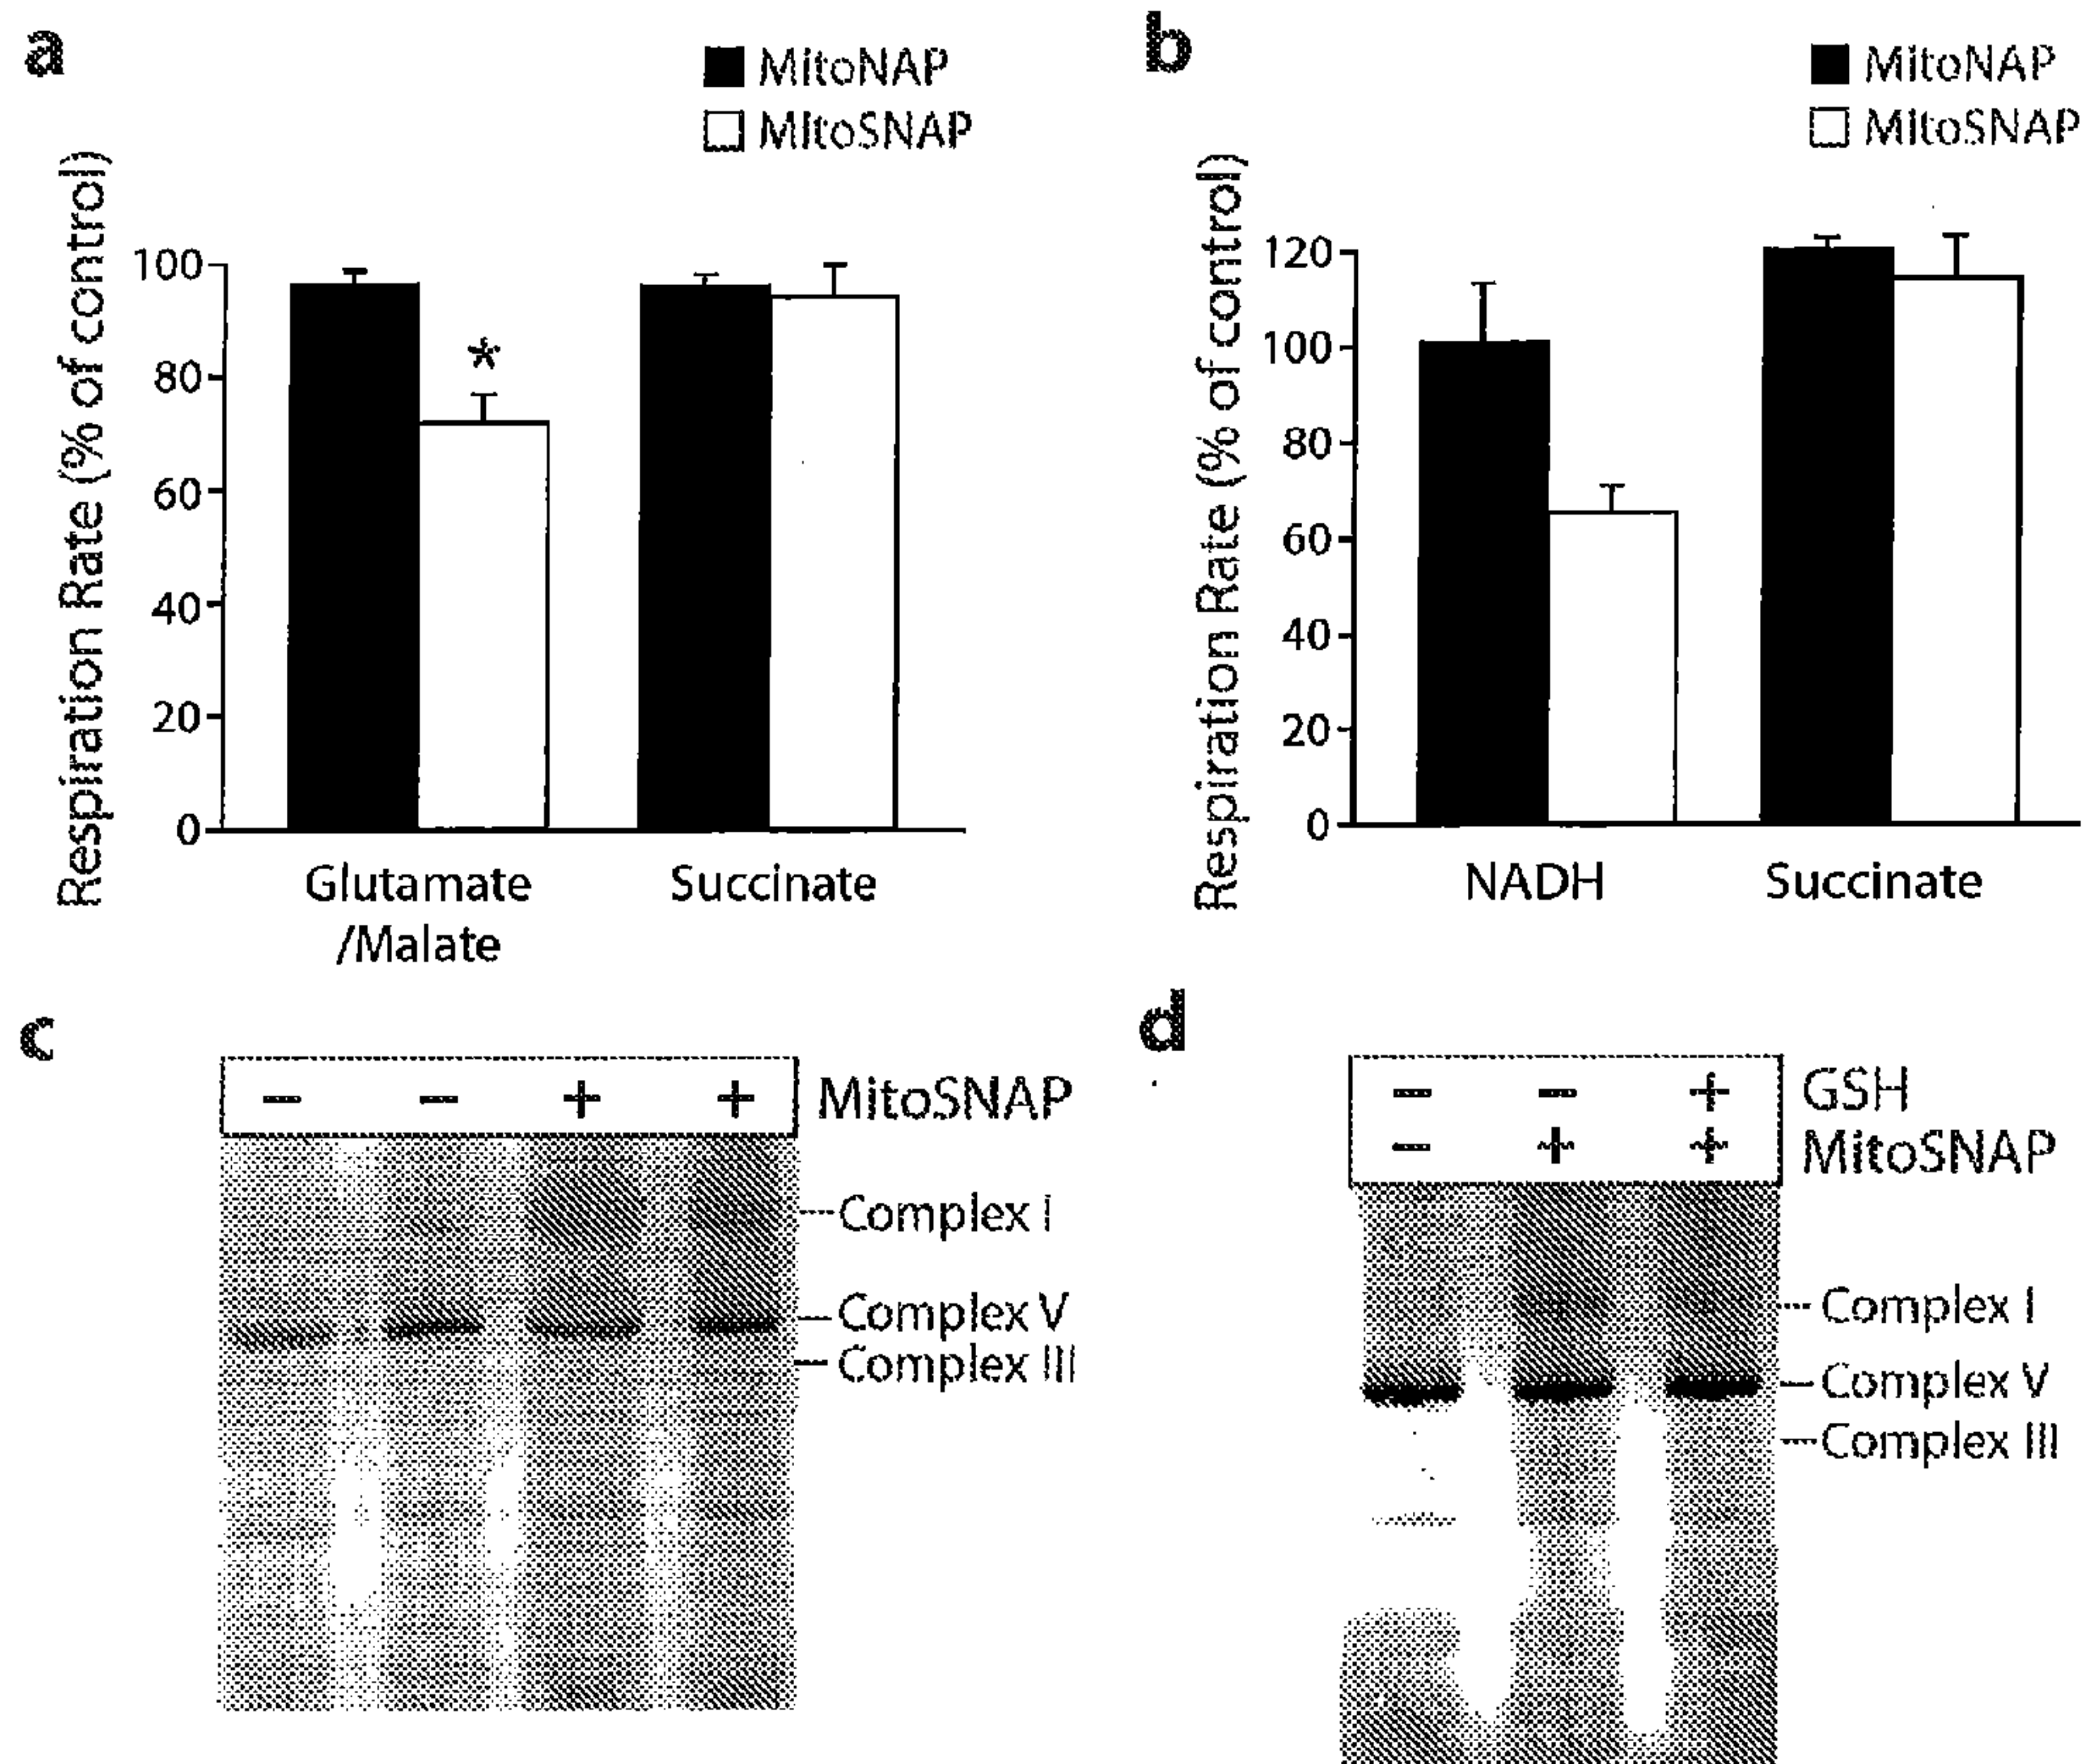 a
MitoNAP
MitoSNAP
Respiration Rate (% of control)
100
80
60
40
20
0
Glutamate
/Malate
Succinate
b
MitoNAP
MitoSNAP
Respiration Rate (% of control)
120
100
80
60
40
20
0
NADH
Succinate
*
c
− − + + MitoSNAP
Complex I
Complex V
Complex III
d
− − + GSH
− + + MitoSNAP
Complex I
Complex V
Complex III